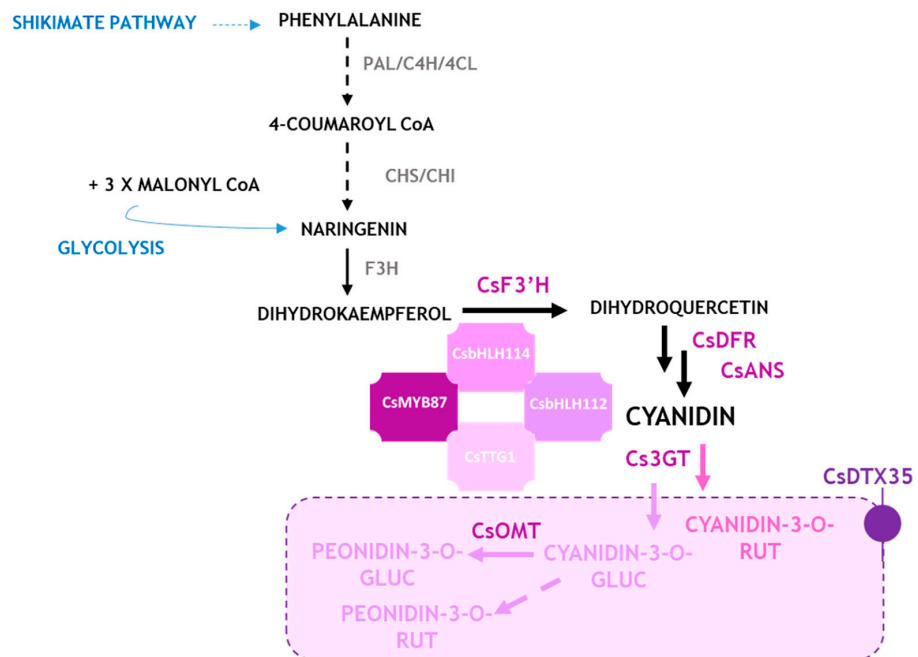 SHIKIMATE PATHWAY
PHENYLALANINE
PAL/C4H/4CL
4-COUMAROYL CoA
CHS/CHI
+ 3 X MALONYL CoA
NARINGENIN
GLYCOLYSIS
F3H
CsF3'H
DIHYDROKAEMPFEROL
DIHYDROQUERCETIN
CsDFR
CsbHLH114
CsANS
CsMYB87
CsbHLH112
CYANIDIN
CsTTG1
Cs3GT
CsDTX35
CsOMT
CYANIDIN-3-O-
RUT
PEONIDIN-3-O-
GLUC
CYANIDIN-3-O-
GLUC
PEONIDIN-3-O-
RUT